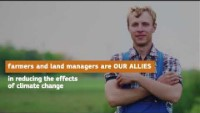 farmers and land managers are OUR ALLIES
in reducing the effects
of climate change